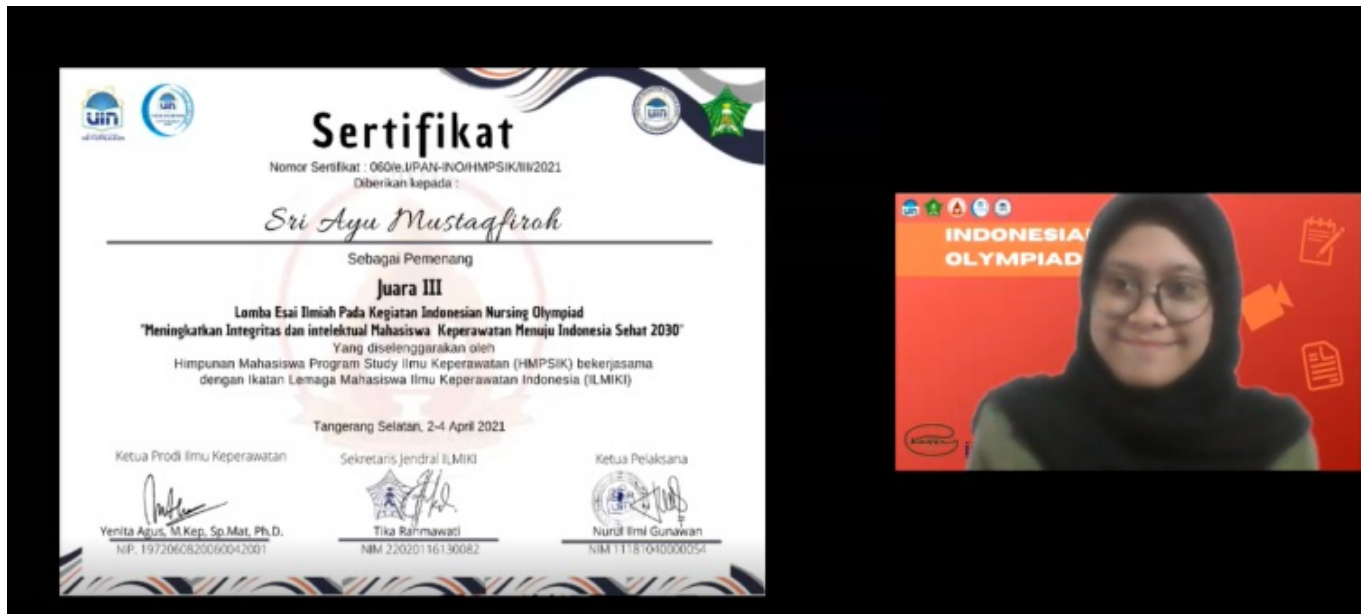 uin
uin
uin
Sertifikat
Nomor Sertifikat : 060/e.I/PAN-INO/HMPSIK/III/2021
Diberikan kepada :
Sri Ayu Mustaqfiroh
Sebagai Pemenang
Juara III
Lomba Esai Ilmiah Pada Kegiatan Indonesian Nursing Olympiad
"Meningkatkan Integritas dan intelektual Mahasiswa Keperawatan Menuju Indonesia Sehat 2030"
Yang diselenggarakan oleh
Himpunan Mahasiswa Program Study Ilmu Keperawatan (HMPSIK) bekerjasama
dengan Ikatan Lemaga Mahasiswa Ilmu Keperawatan Indonesia (ILMIKI)
Tangerang Selatan, 2-4 April 2021
Ketua Prodi Ilmu Keperawatan
Yenita Agus, M.Kep, Sp.Mat, Ph.D.
NIP. 1972060820060042001
Sekretaris Jendral ILMIKI
Tika Rahmawati
NIM 22020116130082
Ketua Pelaksana
Nurul Ilmi Gunawan
NIM 11181040000054
INDONESIA
OLYMPIAD